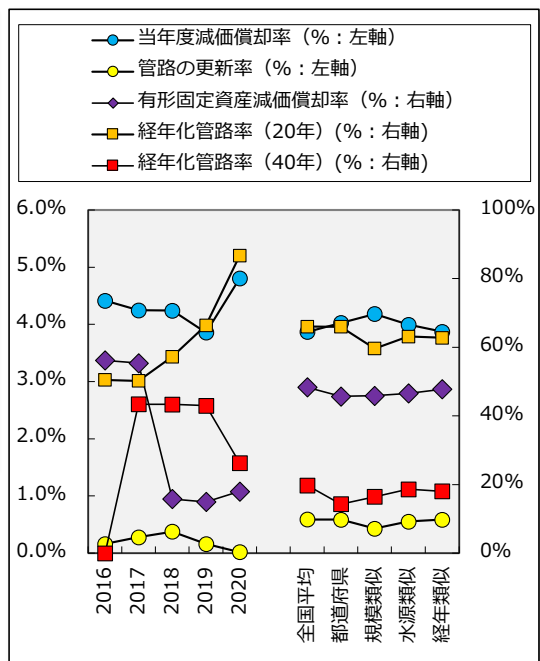 当年度減価償却率（%：左軸）
管路の更新率（%：左軸）
有形固定資産減価償却率（%：右軸）
経年化管路率（20年）(%：右軸)
経年化管路率（40年）(%：右軸)
6.0%
5.0%
4.0%
3.0%
2.0%
1.0%
0.0%
100%
80%
60%
40%
20%
0%
2016
2017
2018
2019
2020
全国平均
都道府県
規模類似
水源類似
経年類似